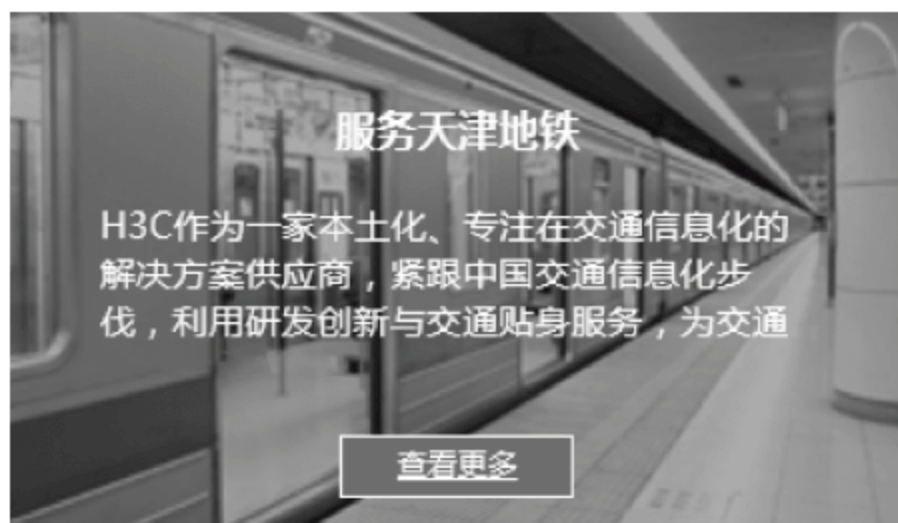 服务天津地铁
H3C作为一家本土化、专注在交通信息化的
解决方案供应商，紧跟中国交通信息化步
伐，利用研发创新与交通贴身服务，为交通
查看更多